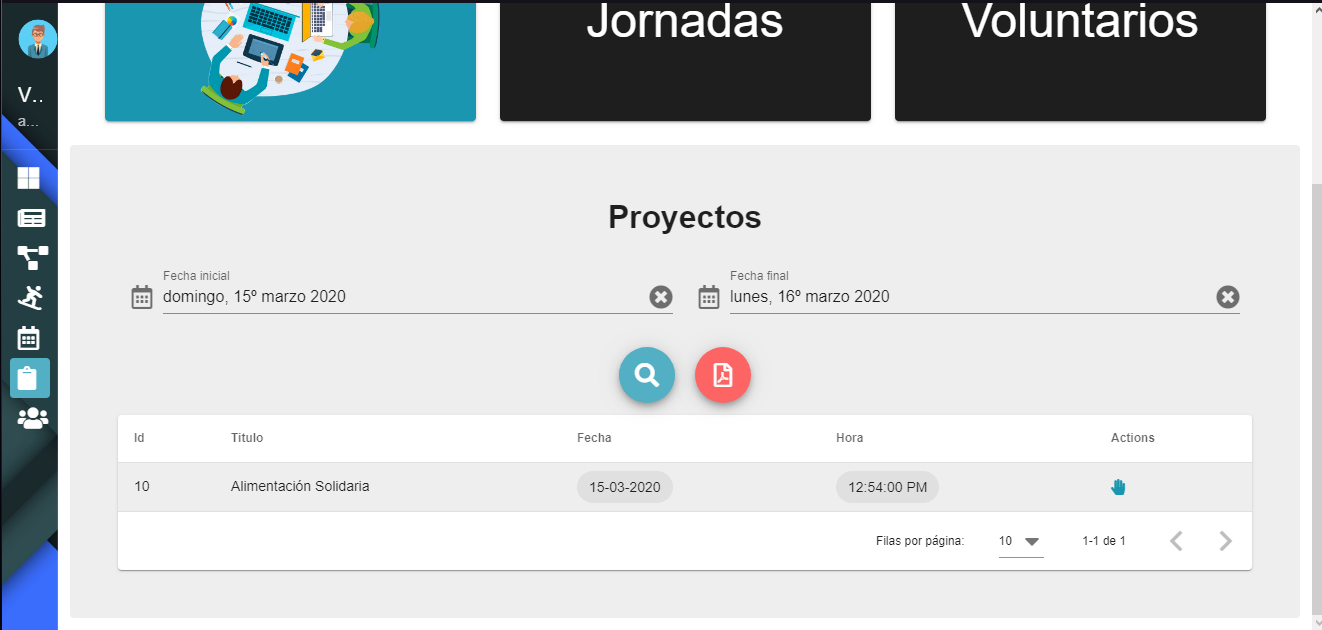 Jornadas
Voluntarios
V..
a...
Proyectos
Fecha inicial
domingo, 15º marzo 2020
Fecha final
lunes, 16º marzo 2020
Id Titulo Fecha Hora Actions
10 Alimentación Solidaria 15-03-2020 12:54:00 PM
Filas por página: 10 1-1 de 1